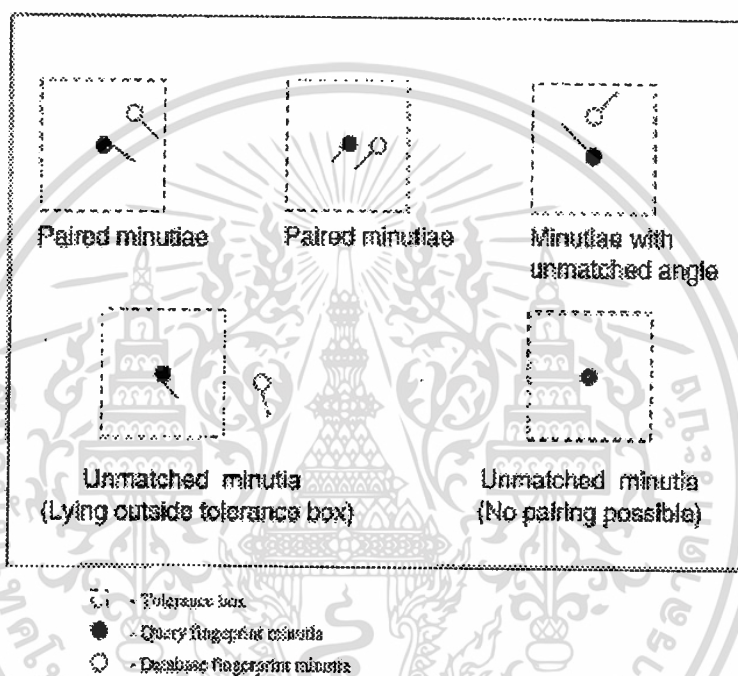 Paired minutiae
Paired minutiae
Minutiae with
unmatched angle
Unmatched minutia
(Lying outside tolerance box)
Unmatched minutia
(No pairing possible)
- Tolerance box
- Query fingerprint minutia
- Database fingerprint minutia